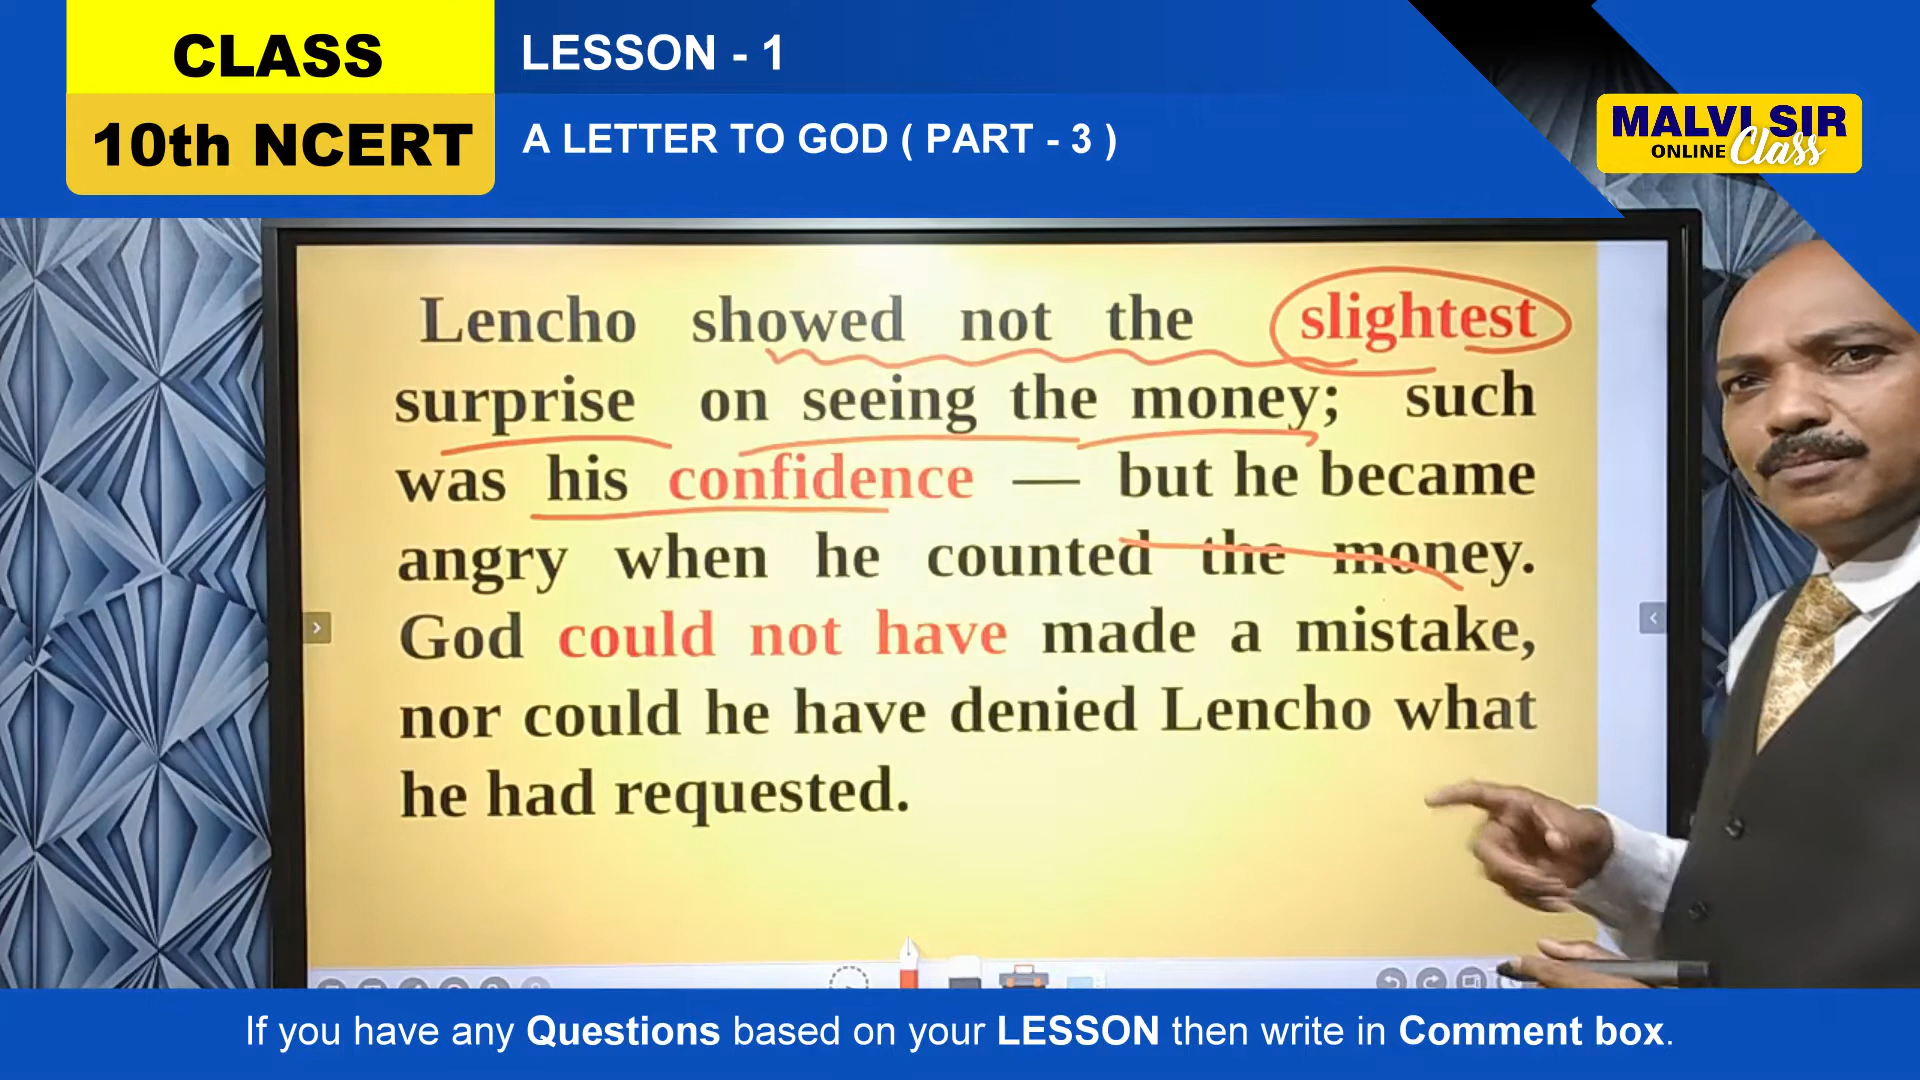 CLASS
10th NCERT
LESSON - 1
A LETTER TO GOD ( PART - 3 )
MALVI SIR
ONLINE Class
Lencho showed not the slightest
surprise on seeing the money; such
was his confidence — but he became
angry when he counted the money.
God could not have made a mistake,
nor could he have denied Lencho what
he had requested.
If you have any Questions based on your LESSON then write in Comment box.